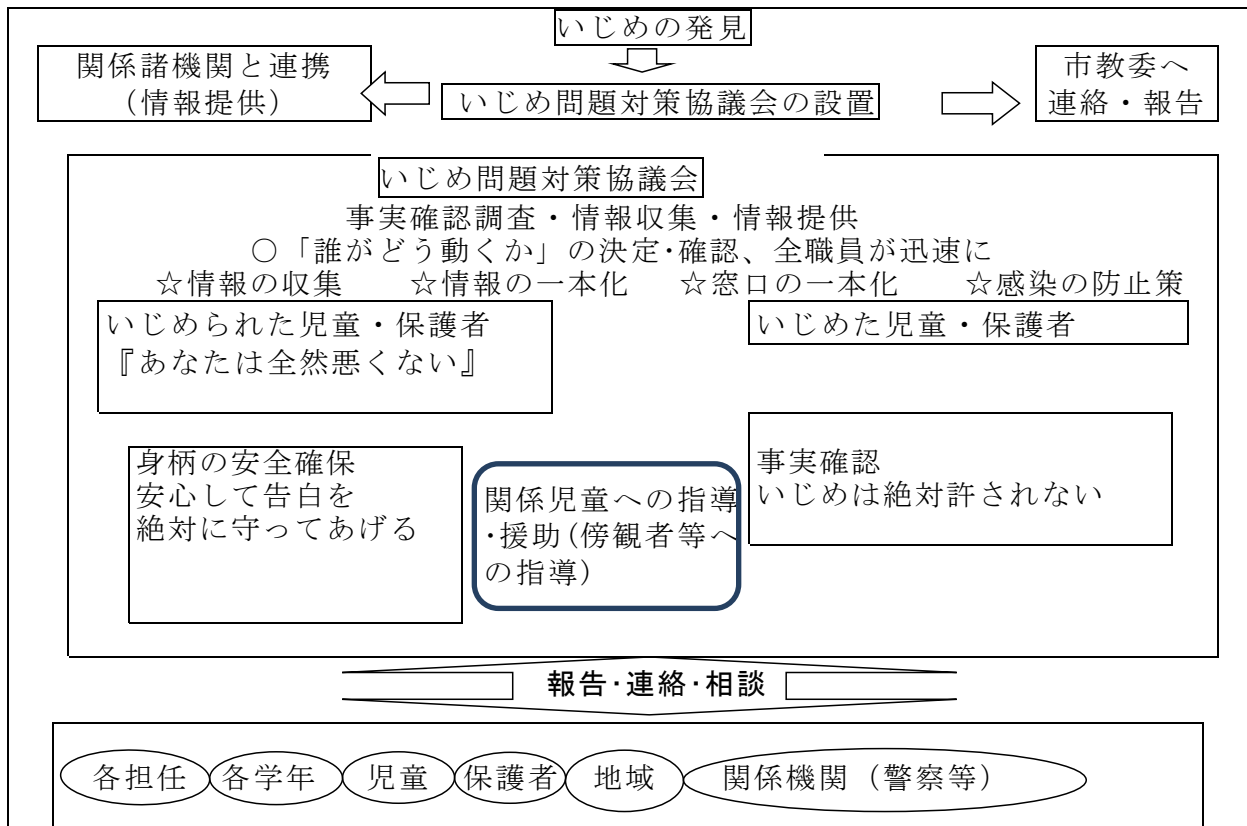 いじめの発見
関係諸機関と連携
（情報提供）
いじめ問題対策協議会の設置
市教委へ
連絡・報告
いじめ問題対策協議会
事実確認調査・情報収集・情報提供
○「誰がどう動くか」の決定･確認、全職員が迅速に
☆情報の収集　☆情報の一本化　☆窓口の一本化　☆感染の防止策
いじめられた児童・保護者
『あなたは全然悪くない』
いじめた児童・保護者
身柄の安全確保
安心して告白を
絶対に守ってあげる
関係児童への指導
･援助(傍観者等へ
の指導)
事実確認
いじめは絶対許されない
報告･連絡･相談
各担任　各学年　児童　保護者　地域　関係機関（警察等）